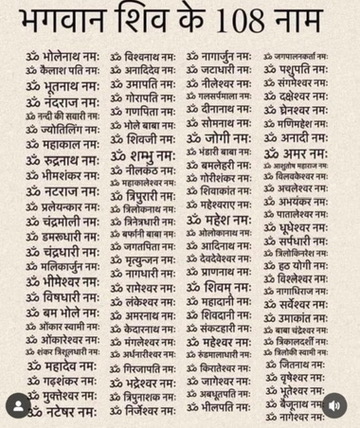 भगवान शिव के 108 नाम
ॐ भोलेनाथ नमः
ॐ कैलाश पति नमः
ॐ भूतनाथ नमः
ॐ नंदराज नमः
ॐ नन्दी की सवारी नमः
ॐ ज्योतिलिंग नमः
ॐ महाकाल नमः
ॐ रुद्रनाथ नमः
ॐ भीमशंकर नमः
ॐ नटराज नमः
ॐ प्रलेयन्कार नमः
ॐ चंद्रमोली नमः
ॐ डमरूधारी नमः
ॐ चंद्रधारी नमः
ॐ मलिकार्जुन नमः
ॐ भीमेश्वर नमः
ॐ विषधारी नमः
ॐ बम भोले नमः
ॐ ओंकार स्वामी नमः
ॐ ओंकारेश्वर नमः
ॐ शंकर त्रिशूलधारी नमः
ॐ महादेव नमः
ॐ गढ़शंकर नमः
ॐ मुक्तेश्वर नमः
ॐ नटेषर नमः
ॐ विश्वनाथ नमः
ॐ अनादिदेव नमः
ॐ उमापति नमः
ॐ गोरापति नमः
ॐ गणपिता नमः
ॐ भोले बाबा नमः
ॐ शिवजी नमः
ॐ शम्भु नमः
ॐ नीलकंठ नमः
ॐ महाकालेश्वर नमः
ॐ त्रिपुरारी नमः
ॐ त्रिलोकनाथ नमः
ॐ त्रिनेत्रधारी नमः
ॐ बर्फानी बाबा नमः
ॐ जगतपिता नमः
ॐ मृत्युन्जन नमः
ॐ नागधारी नमः
ॐ रामेश्वर नमः
ॐ लंकेश्वर नमः
ॐ अमरनाथ नमः
ॐ केदारनाथ नमः
ॐ मंगलेश्वर नमः
ॐ अर्धनारीश्वर नमः
ॐ गिरजापति नमः
ॐ भद्रेश्वर नमः
ॐ त्रिपुनाशक नमः
ॐ निर्जेश्वर नमः
ॐ नागार्जुन नमः
ॐ जटाधारी नमः
ॐ नीलेश्वर नमः
ॐ गलसर्पमाला नमः
ॐ दीनानाथ नमः
ॐ सोमनाथ नमः
ॐ जोगी नमः
ॐ भंडारी बाबा नमः
ॐ बमलेहरी नमः
ॐ गोरीशंकर नमः
ॐ शिवाकांत नमः
ॐ महेश्वराए नमः
ॐ महेश नमः
ॐ ओलोकानाथ नमः
ॐ आदिनाथ नमः
ॐ देवदेवेश्वर नमः
ॐ प्राणनाथ नमः
ॐ शिवम् नमः
ॐ महादानी नमः
ॐ शिवदानी नमः
ॐ संकटहारी नमः
ॐ महेश्वर नमः
ॐ रुंडमालाधारी नमः
ॐ किरातेश्वर नमः
ॐ जागेश्वर नमः
ॐ अबधूतपति नमः
ॐ भीलपति नमः
ॐ जगपालनकर्ता नमः
ॐ पशुपति नमः
ॐ संगमेश्वर नमः
ॐ दक्षेश्वर नमः
ॐ घ्रेनश्वर नमः
ॐ मणिमहेश नमः
ॐ अनादी नमः
ॐ अमर नमः
ॐ आशुतोष महाराज नमः
ॐ विलवकेश्वर नमः
ॐ अचलेश्वर नमः
ॐ अभयंकर नमः
ॐ पातालेश्वर नमः
ॐ धूधेश्वर नमः
ॐ सर्पधारी नमः
ॐ त्रिलोकिनरेश नमः
ॐ हठ योगी नमः
ॐ विश्लेश्वर नमः
ॐ नागाधिराज नमः
ॐ सर्वेश्वर नमः
ॐ उमाकांत नमः
ॐ बाबा चंद्रेश्वर नमः
ॐ त्रिकालदर्शी नमः
ॐ त्रिलोकी स्वामी नमः
ॐ जितनाथ नमः
ॐ वृषेश्वर नमः
ॐ भूतेश्वर नमः
ॐ बैजूनाथ नमः
ॐ नागेश्वर नमः